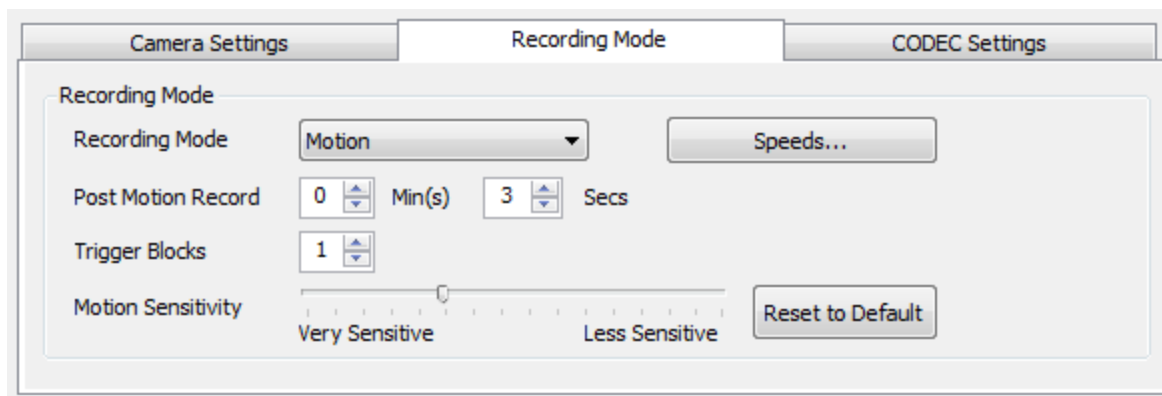 Camera Settings Recording Mode CODEC Settings
Recording Mode
Recording Mode Motion Speeds...
Post Motion Record 0 Min(s) 3 Secs
Trigger Blocks 1
Motion Sensitivity
Very Sensitive Less Sensitive Reset to Default